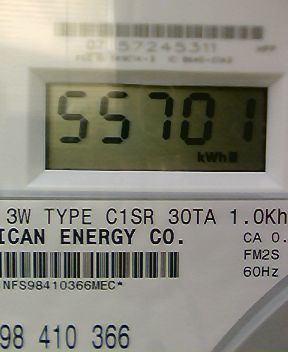 57245311
55701
kWh
3W TYPE C1SR 30TA 1.0Kh
ICAN ENERGY CO.
CA 0.
FM2S
60Hz
NFS98410366MEC*
98 410 366